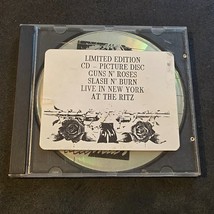 LIMITED EDITION
CD – PICTURE DISC
GUNS N' ROSES
SLASH N' BURN
LIVE IN NEW YORK
AT THE RITZ